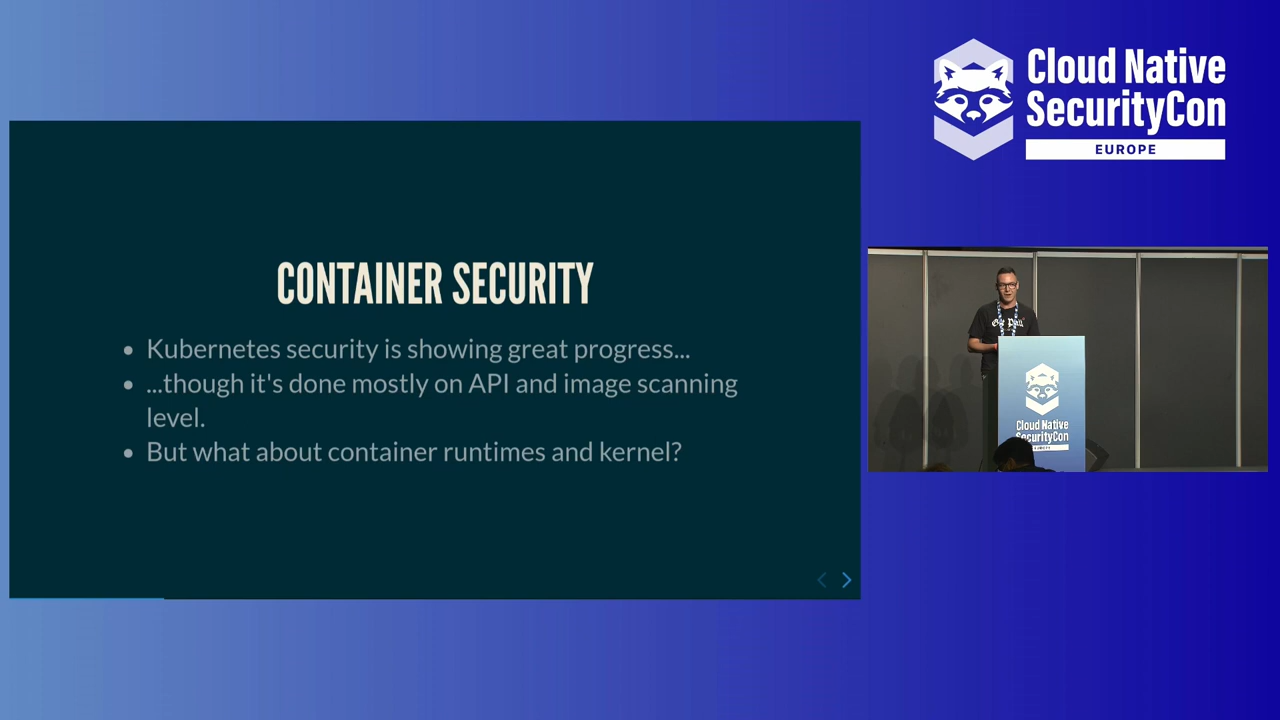 Cloud Native
SecurityCon
EUROPE
CONTAINER SECURITY
Kubernetes security is showing great progress...
...though it's done mostly on API and image scanning
level.
But what about container runtimes and kernel?
Cloud Native
SecurityCon